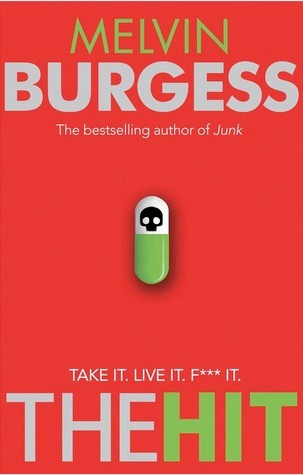 MELVIN
BURGESS
The bestselling author of Junk
TAKE IT. LIVE IT. F*** IT.
THEHIT